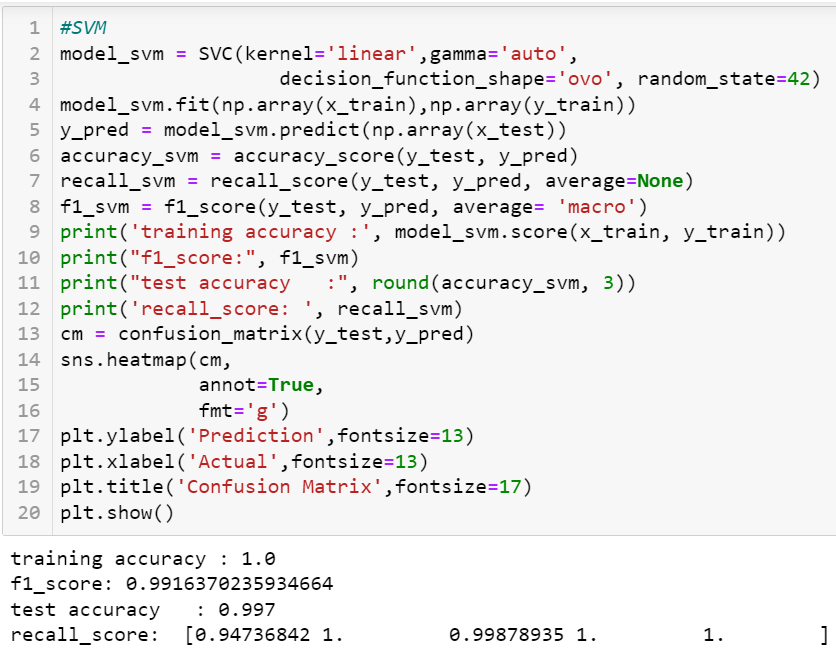 1 #SVM
2 model_svm = SVC(kernel='linear',gamma='auto',
3                    decision_function_shape='ovo', random_state=42)
4 model_svm.fit(np.array(x_train),np.array(y_train))
5 y_pred = model_svm.predict(np.array(x_test))
6 accuracy_svm = accuracy_score(y_test, y_pred)
7 recall_svm = recall_score(y_test, y_pred, average=None)
8 f1_svm = f1_score(y_test, y_pred, average= 'macro')
9 print('training accuracy :', model_svm.score(x_train, y_train))
10 print("f1_score:", f1_svm)
11 print("test accuracy   :", round(accuracy_svm, 3))
12 print('recall_score: ', recall_svm)
13 cm = confusion_matrix(y_test,y_pred)
14 sns.heatmap(cm,
15             annot=True,
16             fmt='g')
17 plt.ylabel('Prediction',fontsize=13)
18 plt.xlabel('Actual',fontsize=13)
19 plt.title('Confusion Matrix',fontsize=17)
20 plt.show()
training accuracy : 1.0
f1_score: 0.9916370235934664
test accuracy   : 0.997
recall_score:  [0.94736842 1.         0.99878935 1.         1.        ]